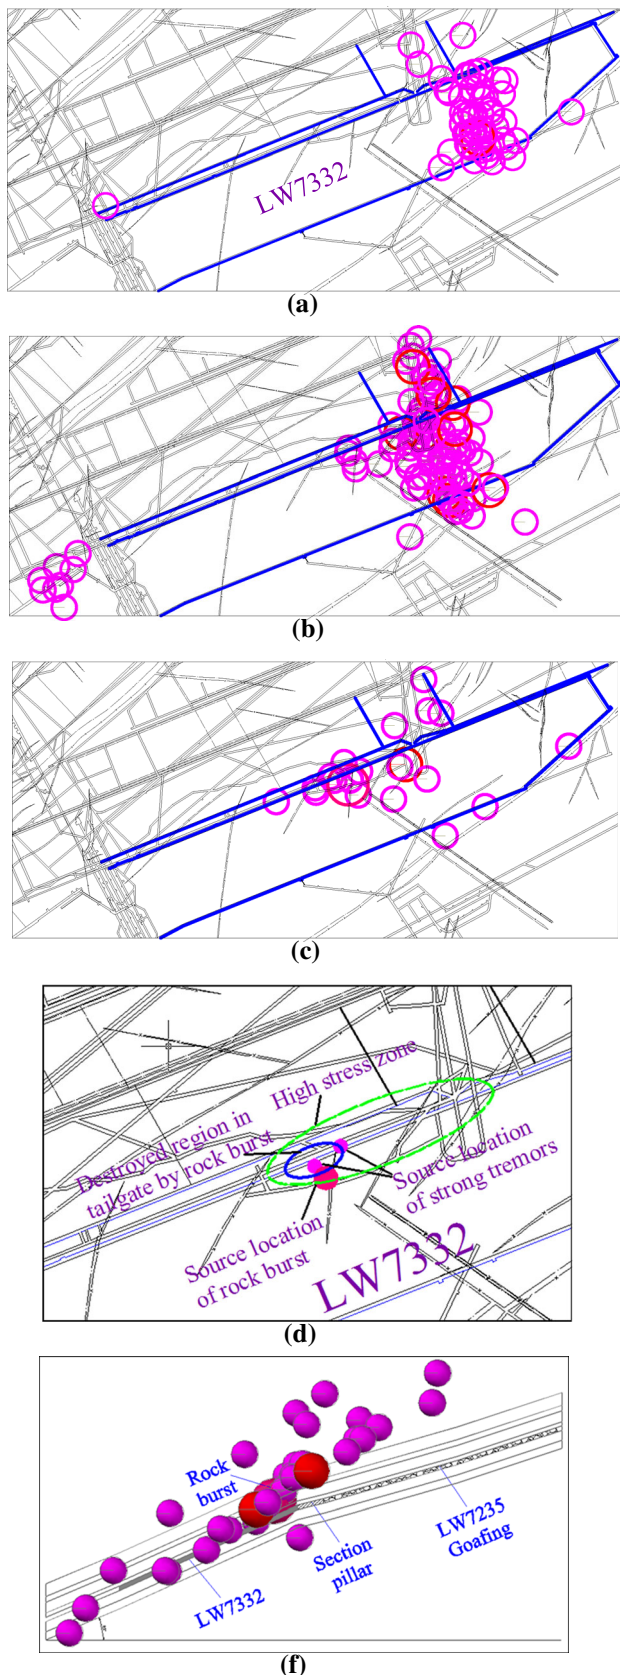 LW7332
(a)
(b)
(c)
High stress zone
Destroyed region in
tailgate by rock burst
Source location
of strong tremors
Source location
of rock burst
LW7332
(d)
Rock
burst
LW7235
Goafing
Section
pillar
LW7332
(f)